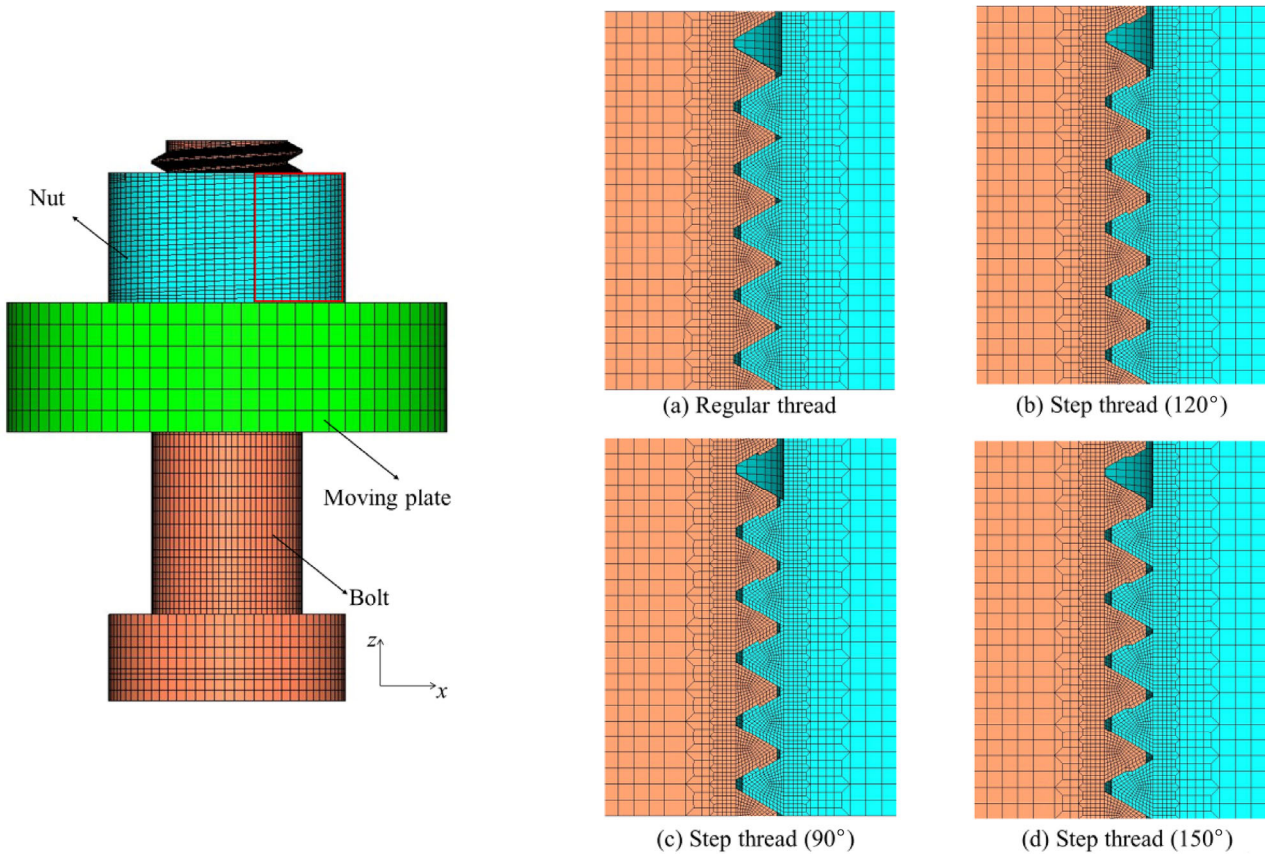 Nut
Moving plate
Bolt
z
x
(a) Regular thread
(b) Step thread (120°)
(c) Step thread (90°)
(d) Step thread (150°)